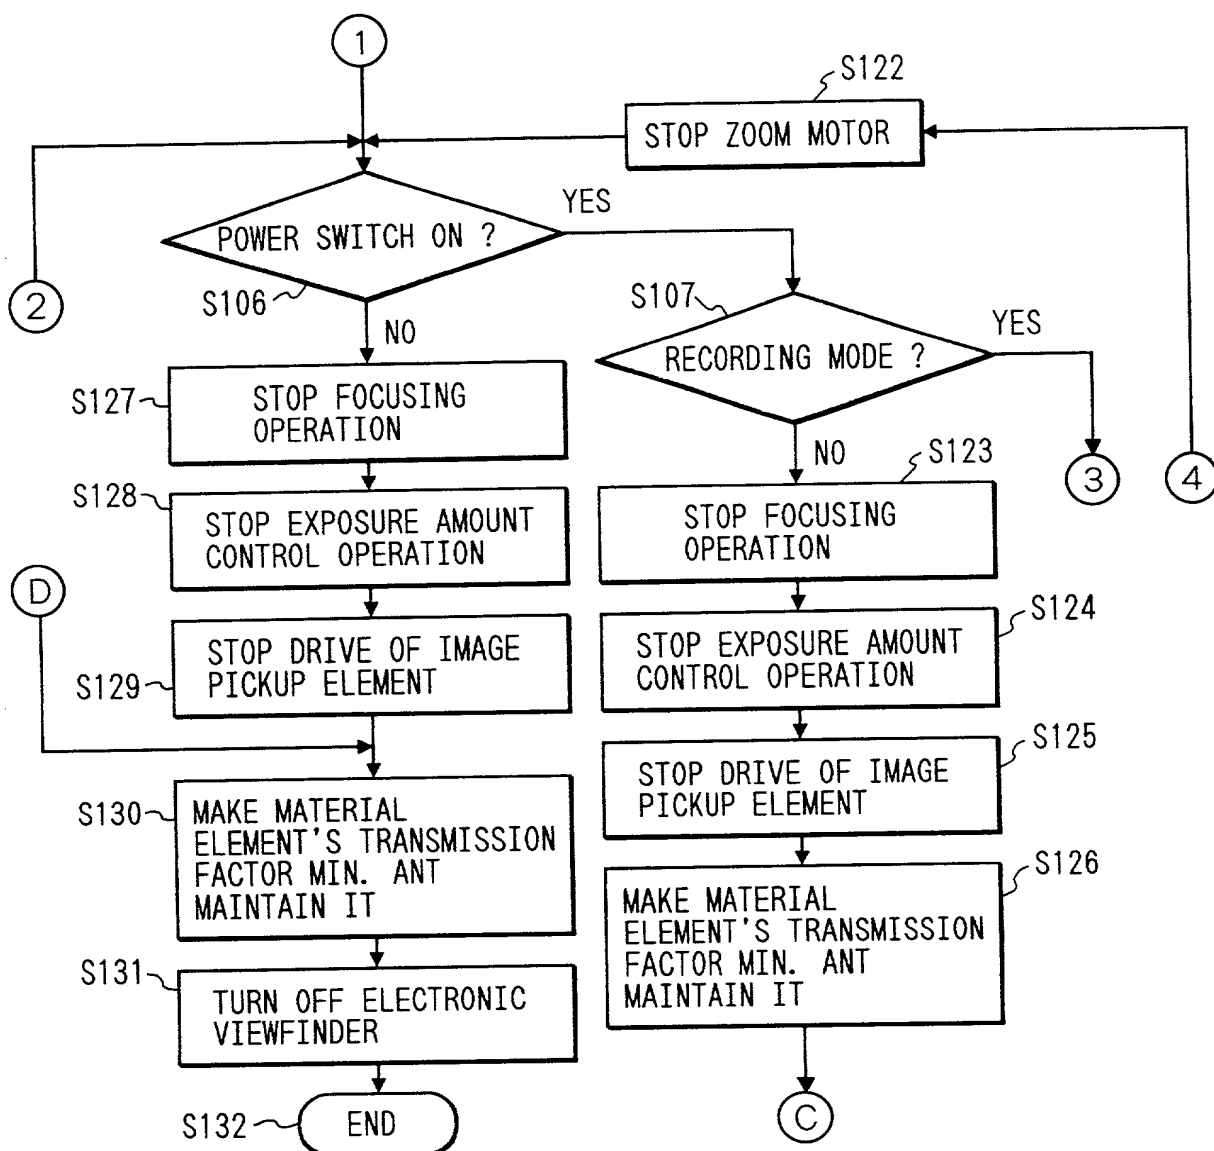 1
S122
STOP ZOOM MOTOR
YES
POWER SWITCH ON ?
S106
2
NO
S107
RECORDING MODE ?
YES
3
4
NO
S127
STOP FOCUSING
OPERATION
S128
STOP EXPOSURE AMOUNT
CONTROL OPERATION
D
S129
STOP DRIVE OF IMAGE
PICKUP ELEMENT
S130
MAKE MATERIAL
ELEMENT'S TRANSMISSION
FACTOR MIN. ANT
MAINTAIN IT
S131
TURN OFF ELECTRONIC
VIEWFINDER
S132
END
S123
STOP FOCUSING
OPERATION
S124
STOP EXPOSURE AMOUNT
CONTROL OPERATION
S125
STOP DRIVE OF IMAGE
PICKUP ELEMENT
S126
MAKE MATERIAL
ELEMENT'S TRANSMISSION
FACTOR MIN. ANT
MAINTAIN IT
C